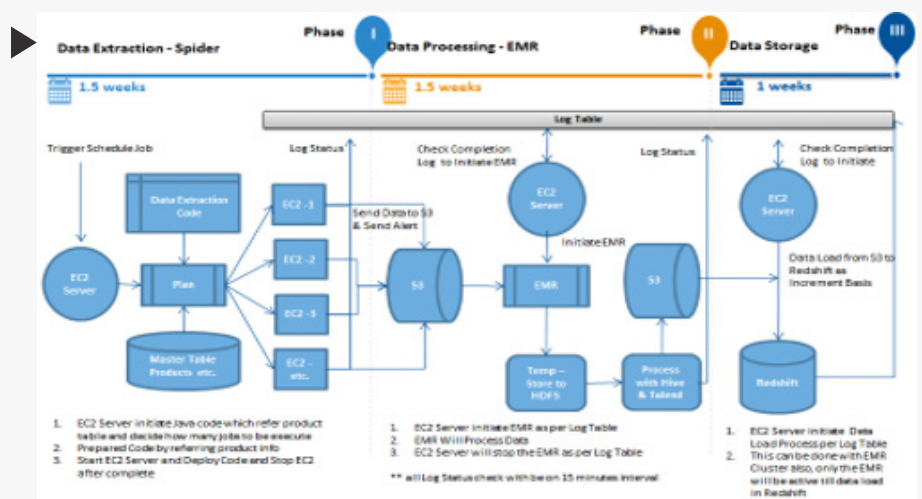 Data Extraction - Spider
Phase
I
Data Processing - EMR
Phase
II
Data Storage
Phase
III
1.5 weeks
1.5 weeks
1 weeks
Log Table
Trigger Schedule Job
Log Status
Check Completion
Log to Initiate EMR
Log Status
Check Completion
Log to Initiate
Data Extraction
Code
EC2 -1
Send Data to S3
& Send Alert
EC2
Server
EC2
Server
Initiate EMR
EC2 -2
EC2
Server
Plan
S3
EMR
S3
Data Load from S3 to
Redshift as
Increment Basis
EC2 -3
Master Table
Products etc.
EC2 -
etc.
Temp –
Store to
HDFS
Process
with Hive
& Talend
Redshift
1. EC2 Server initiate Java code which refer product
table and decide how many jobs to be execute
2. Prepared Code by referring product info
3. Start EC2 Server and Deploy Code and Stop EC2
after complete
1. EC2 Server initiate EMR as per Log Table
2. EMR Will Process Data
3. EC2 Server will stop the EMR as per Log Table
** all Log Status check with be on 15 minutes interval
1. EC2 Server initiate Data
Load Process per Log Table
2. This can be done with EMR
Cluster also, only the EMR
will be active till data load
in Redshift